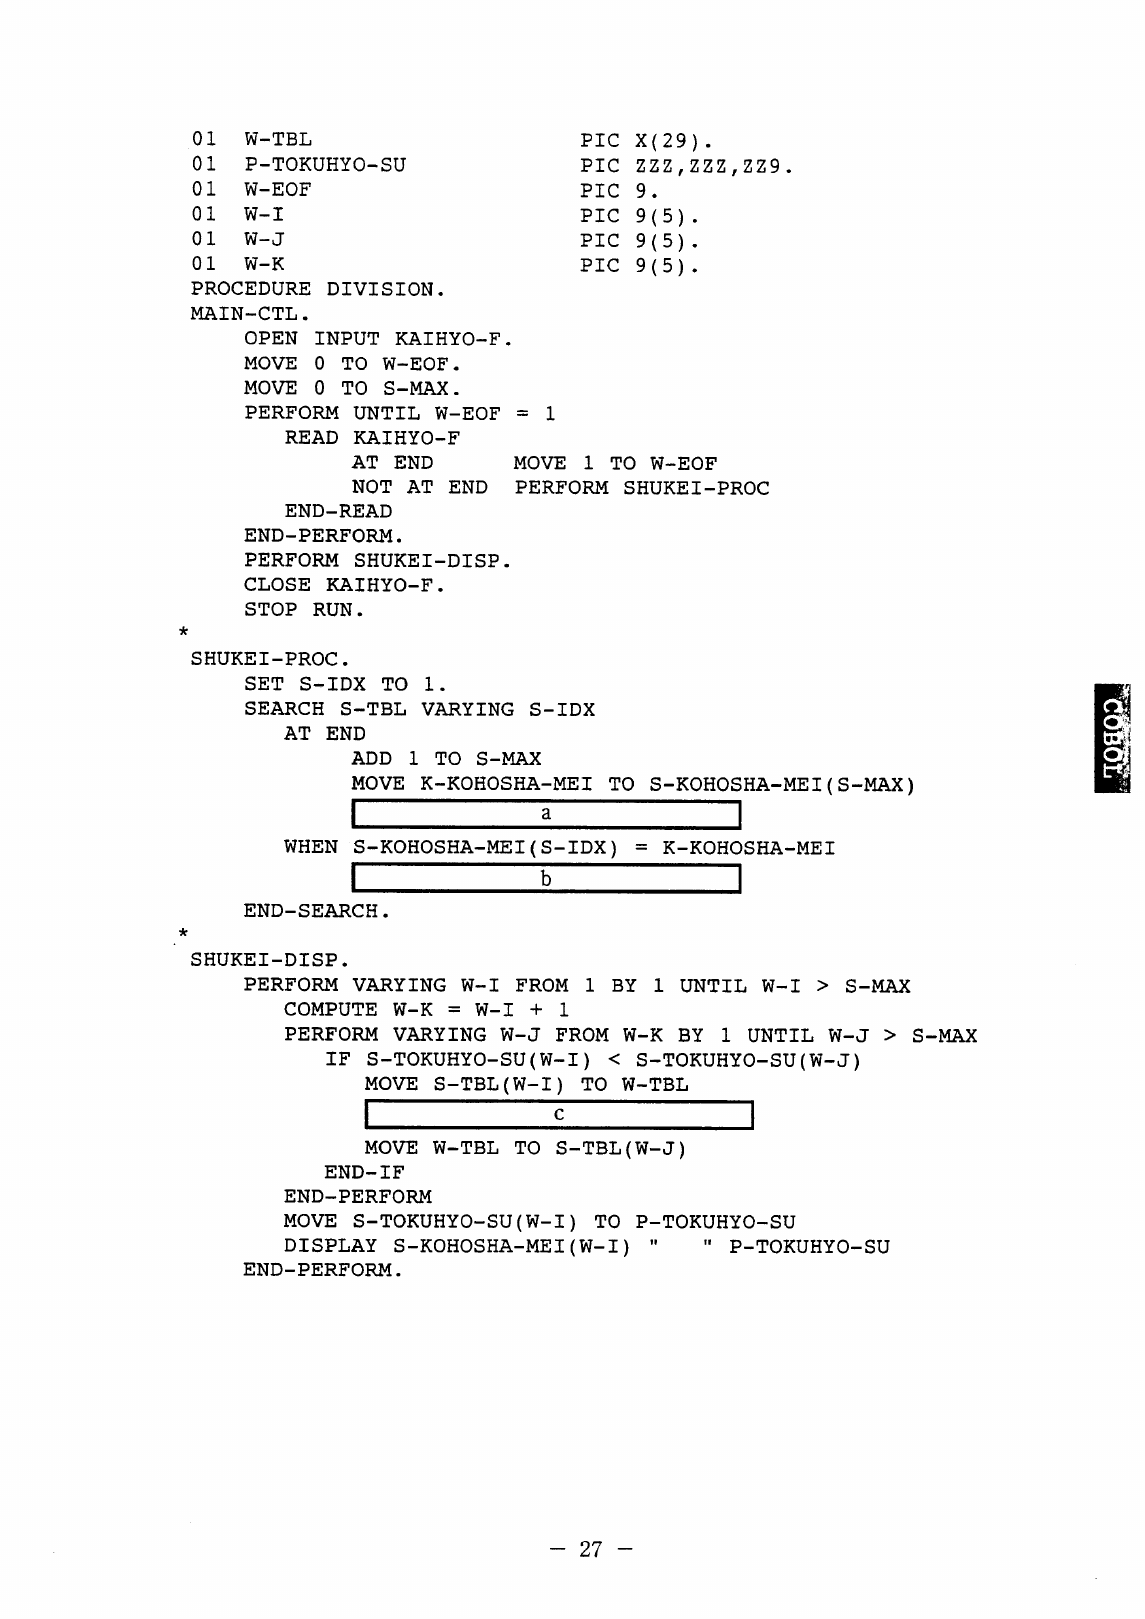 01 W-TBL PIC X(29).
01 P-TOKUHYO-SU PIC ZZZ,ZZZ,ZZ9.
01 W-EOF PIC 9.
01 W-I PIC 9(5).
01 W-J PIC 9(5).
01 W-K PIC 9(5).
PROCEDURE DIVISION.
MAIN-CTL.
OPEN INPUT KAIHYO-F.
MOVE 0 TO W-EOF.
MOVE 0 TO S-MAX.
PERFORM UNTIL W-EOF = 1
READ KAIHYO-F
AT END MOVE 1 TO W-EOF
NOT AT END PERFORM SHUKEI-PROC
END-READ
END-PERFORM.
PERFORM SHUKEI-DISP.
CLOSE KAIHYO-F.
STOP RUN.
*
SHUKEI-PROC.
SET S-IDX TO 1.
SEARCH S-TBL VARYING S-IDX
AT END
ADD 1 TO S-MAX
MOVE K-KOHOSHA-MEI TO S-KOHOSHA-MEI(S-MAX)
a
WHEN S-KOHOSHA-MEI(S-IDX) = K-KOHOSHA-MEI
b
END-SEARCH.
*
SHUKEI-DISP.
PERFORM VARYING W-I FROM 1 BY 1 UNTIL W-I > S-MAX
COMPUTE W-K = W-I + 1
PERFORM VARYING W-J FROM W-K BY 1 UNTIL W-J > S-MAX
IF S-TOKUHYO-SU(W-I) < S-TOKUHYO-SU(W-J)
MOVE S-TBL(W-I) TO W-TBL
c
MOVE W-TBL TO S-TBL(W-J)
END-IF
END-PERFORM
MOVE S-TOKUHYO-SU(W-I) TO P-TOKUHYO-SU
DISPLAY S-KOHOSHA-MEI(W-I) "   " P-TOKUHYO-SU
END-PERFORM.
COBOL
— 27 —